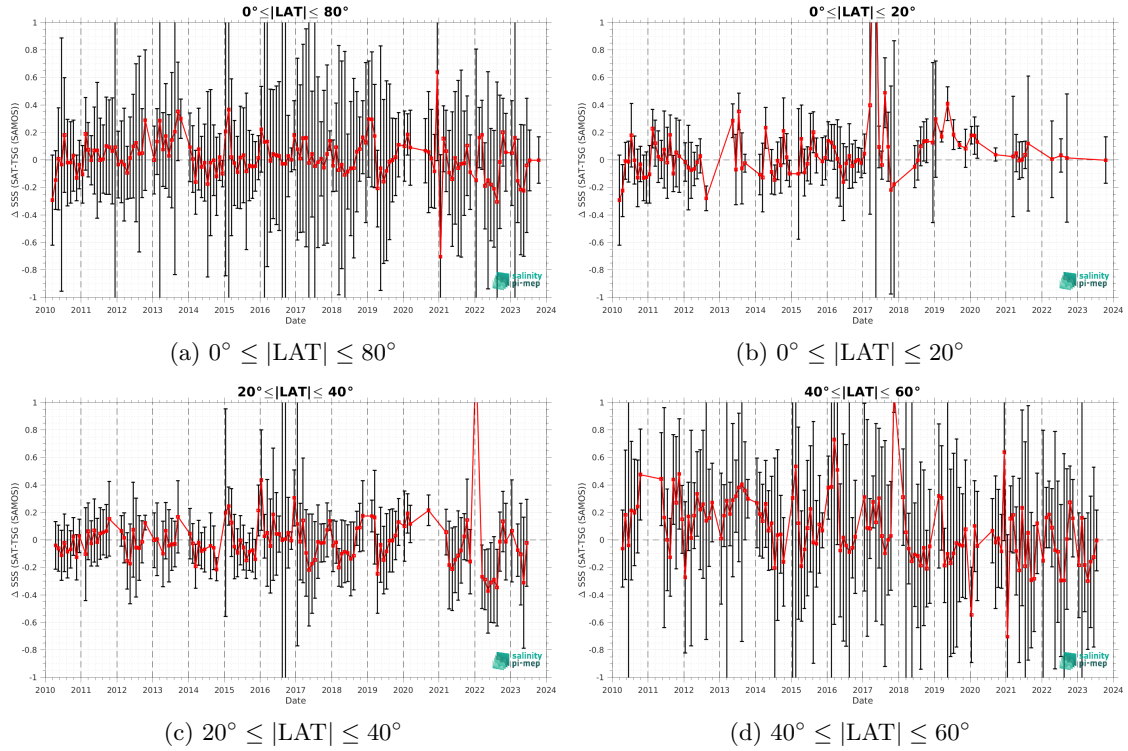 0°≤|LAT|≤ 80°
Δ SSS (SAT-TSG (SAMOS))
1
0.8
0.6
0.4
0.2
0
-0.2
-0.4
-0.6
-0.8
-1
2010 2011 2012 2013 2014 2015 2016 2017 2018 2019 2020 2021 2022 2023 2024
Date
salinity
pi-mep
(a) 0° ≤ |LAT| ≤ 80°
0°≤|LAT|≤ 20°
Δ SSS (SAT-TSG (SAMOS))
1
0.8
0.6
0.4
0.2
0
-0.2
-0.4
-0.6
-0.8
-1
2010 2011 2012 2013 2014 2015 2016 2017 2018 2019 2020 2021 2022 2023 2024
Date
salinity
pi-mep
(b) 0° ≤ |LAT| ≤ 20°
20°≤|LAT|≤ 40°
Δ SSS (SAT-TSG (SAMOS))
1
0.8
0.6
0.4
0.2
0
-0.2
-0.4
-0.6
-0.8
-1
2010 2011 2012 2013 2014 2015 2016 2017 2018 2019 2020 2021 2022 2023 2024
Date
salinity
pi-mep
(c) 20° ≤ |LAT| ≤ 40°
40°≤|LAT|≤ 60°
Δ SSS (SAT-TSG (SAMOS))
1
0.8
0.6
0.4
0.2
0
-0.2
-0.4
-0.6
-0.8
-1
2010 2011 2012 2013 2014 2015 2016 2017 2018 2019 2020 2021 2022 2023 2024
Date
salinity
pi-mep
(d) 40° ≤ |LAT| ≤ 60°